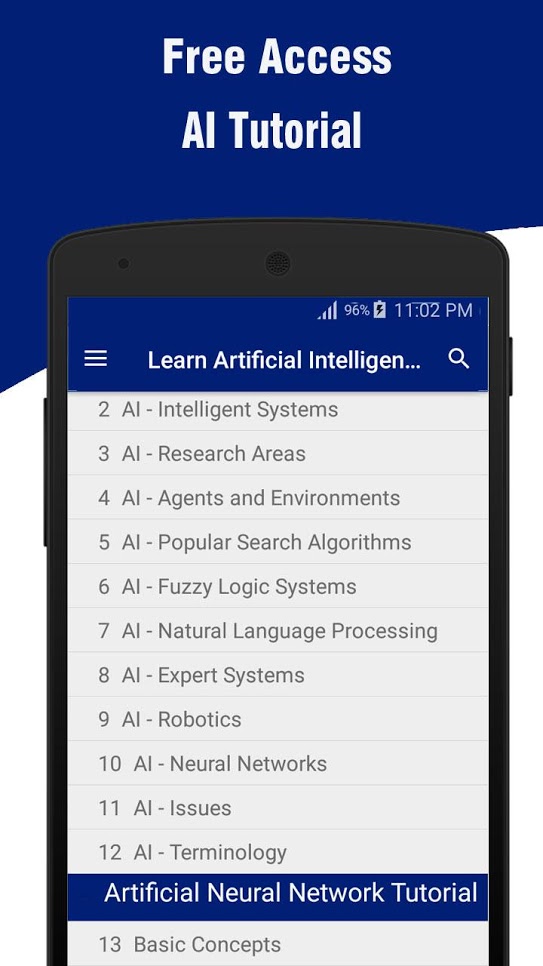 Free Access
AI Tutorial
96% 11:02 PM
Learn Artificial Intelligen...
2 AI - Intelligent Systems
3 AI - Research Areas
4 AI - Agents and Environments
5 AI - Popular Search Algorithms
6 AI - Fuzzy Logic Systems
7 AI - Natural Language Processing
8 AI - Expert Systems
9 AI - Robotics
10 AI - Neural Networks
11 AI - Issues
12 AI - Terminology
Artificial Neural Network Tutorial
13 Basic Concepts